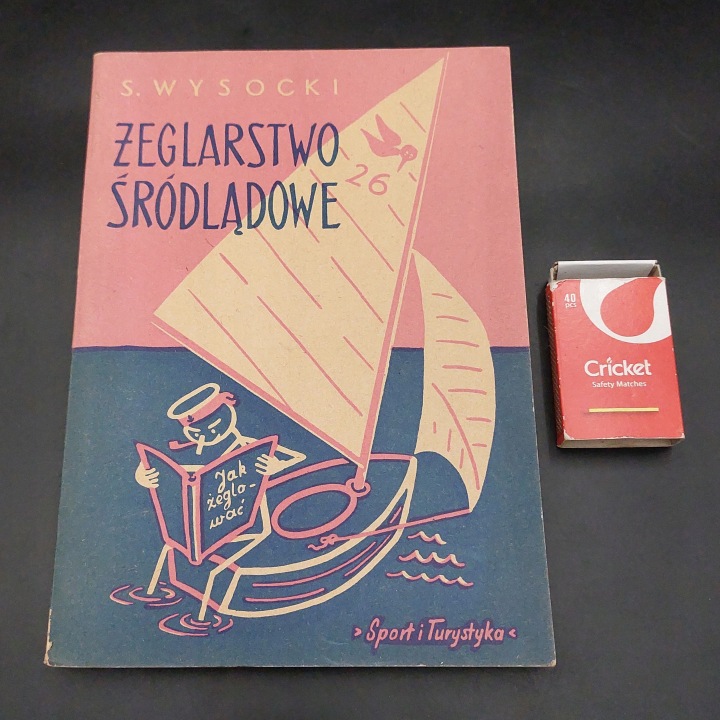 S. WYSOCKI
ŻEGLARSTWO
ŚRÓDLĄDOWE
26
Jak
żeglo-
wać
›Sport i Turystyka‹
40
pcs
Cricket
Safety Matches